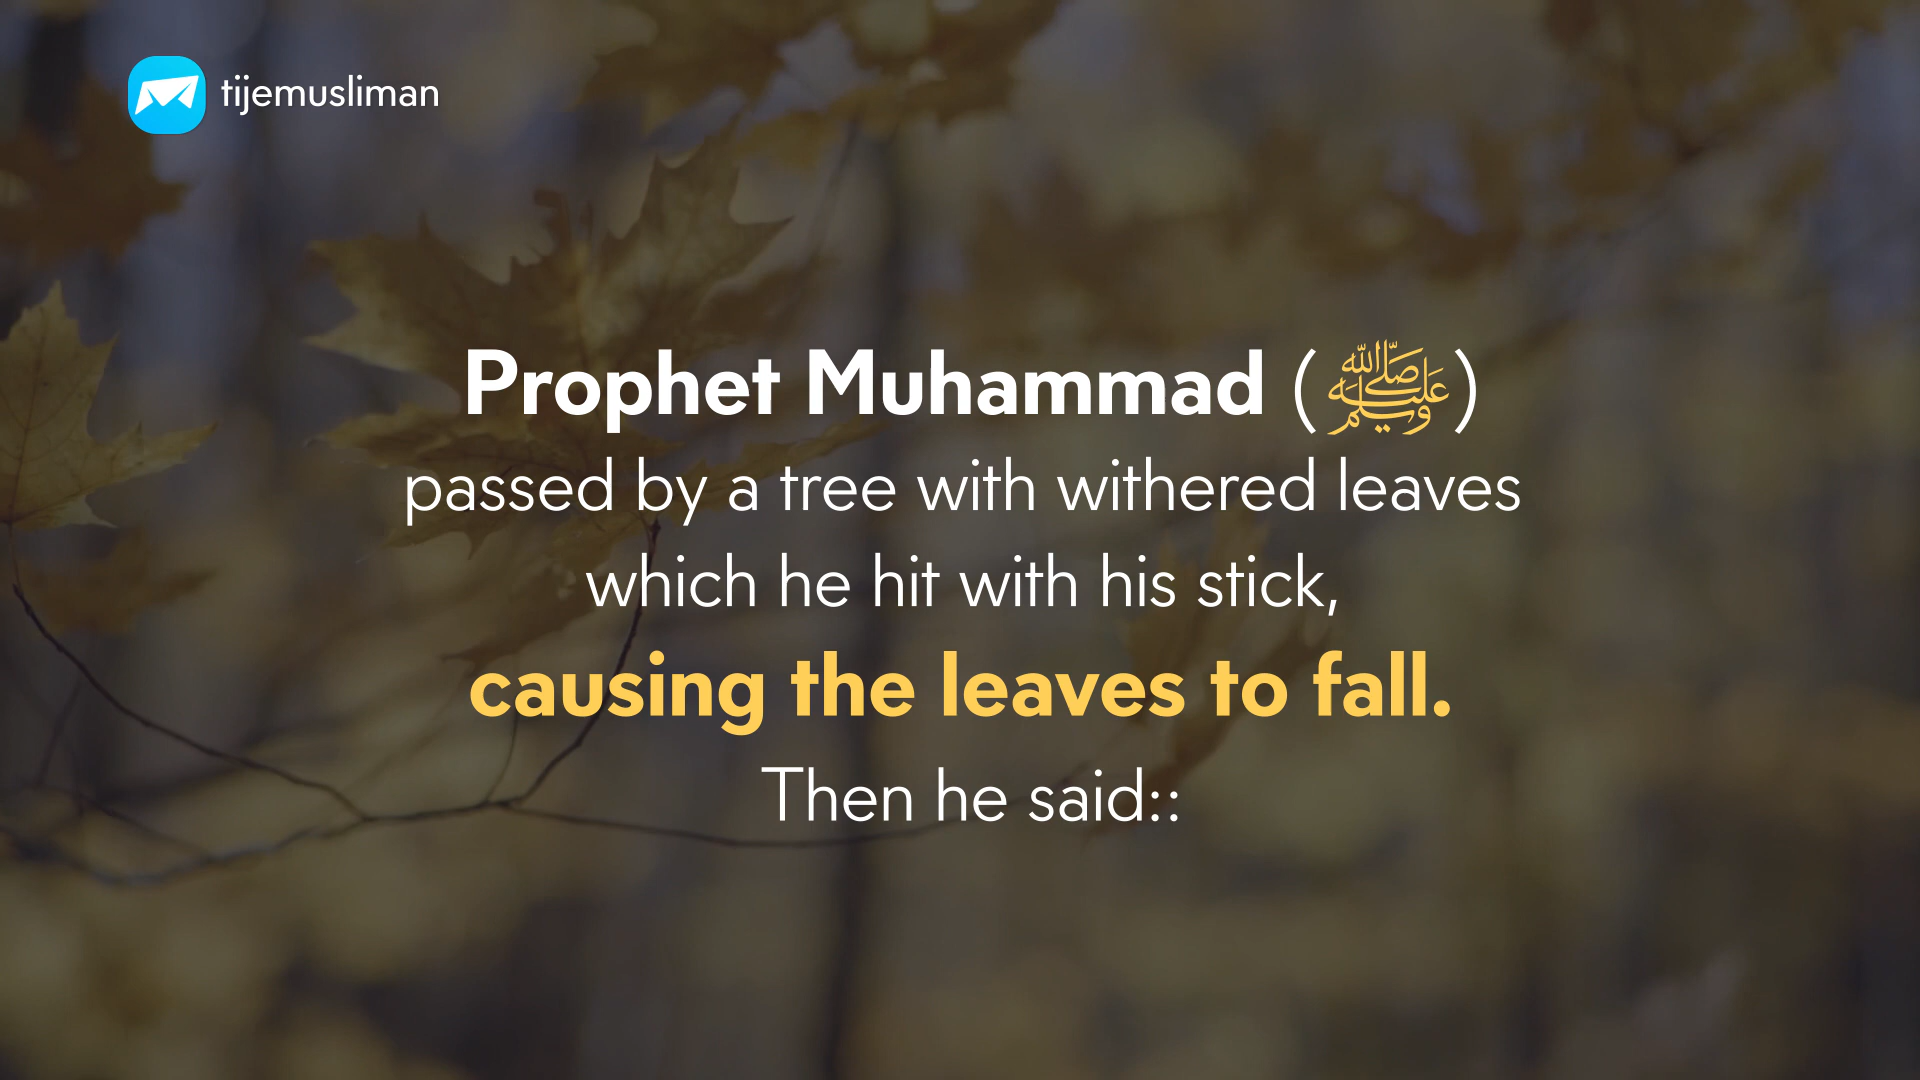 tijemusliman
Prophet Muhammad (ﷺ)
passed by a tree with withered leaves
which he hit with his stick,
causing the leaves to fall.
Then he said::